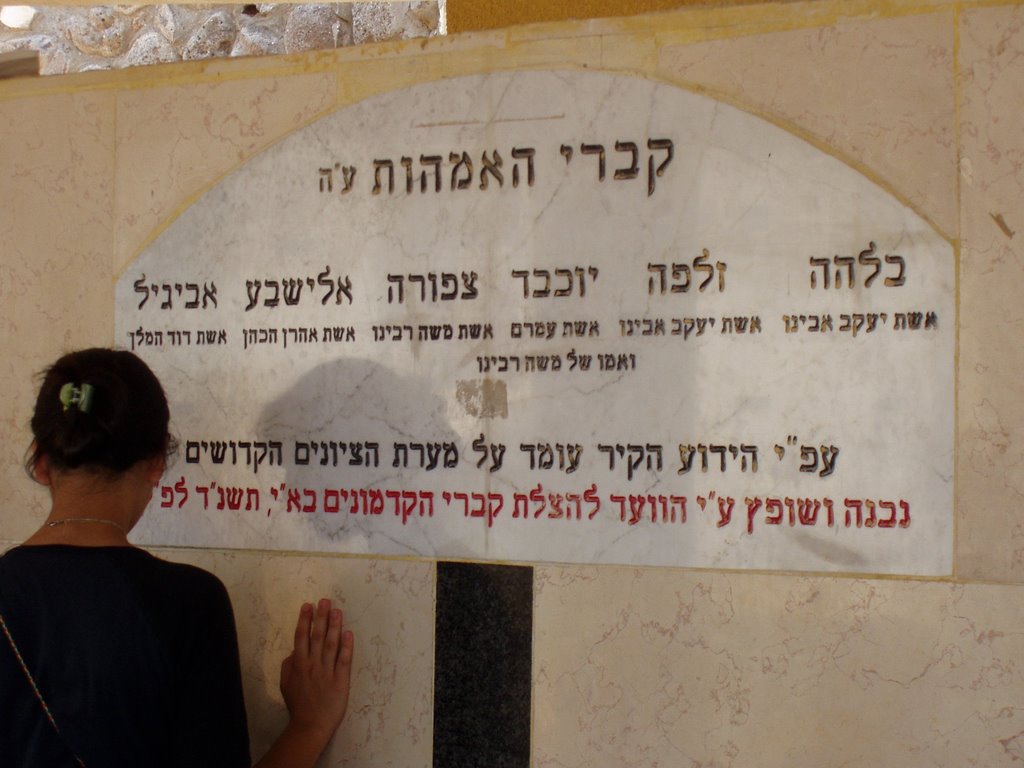 קברי האמהות ע"ה
בלהה זלפה יוכבד צפורה אלישבע אביגיל
אשת יעקב אבינו אשת יעקב אבינו אשת עמרם אשת משה רבינו אשת אהרן הכהן אשת דוד המלך
ואמו של משה רבינו
עפ"י הידוע הקיר עומד על מערת הציונים הקדושים
נבנה ושופץ ע"י הוועד להצלת קברי הקדמונים בא"י, תשנ"ד לפ"